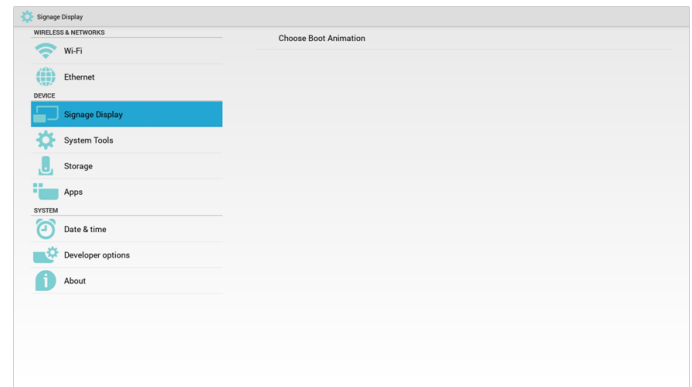 Signage Display
WIRELESS & NETWORKS
Wi-Fi
Ethernet
DEVICE
Signage Display
System Tools
Storage
Apps
SYSTEM
Date & time
Developer options
About
Choose Boot Animation